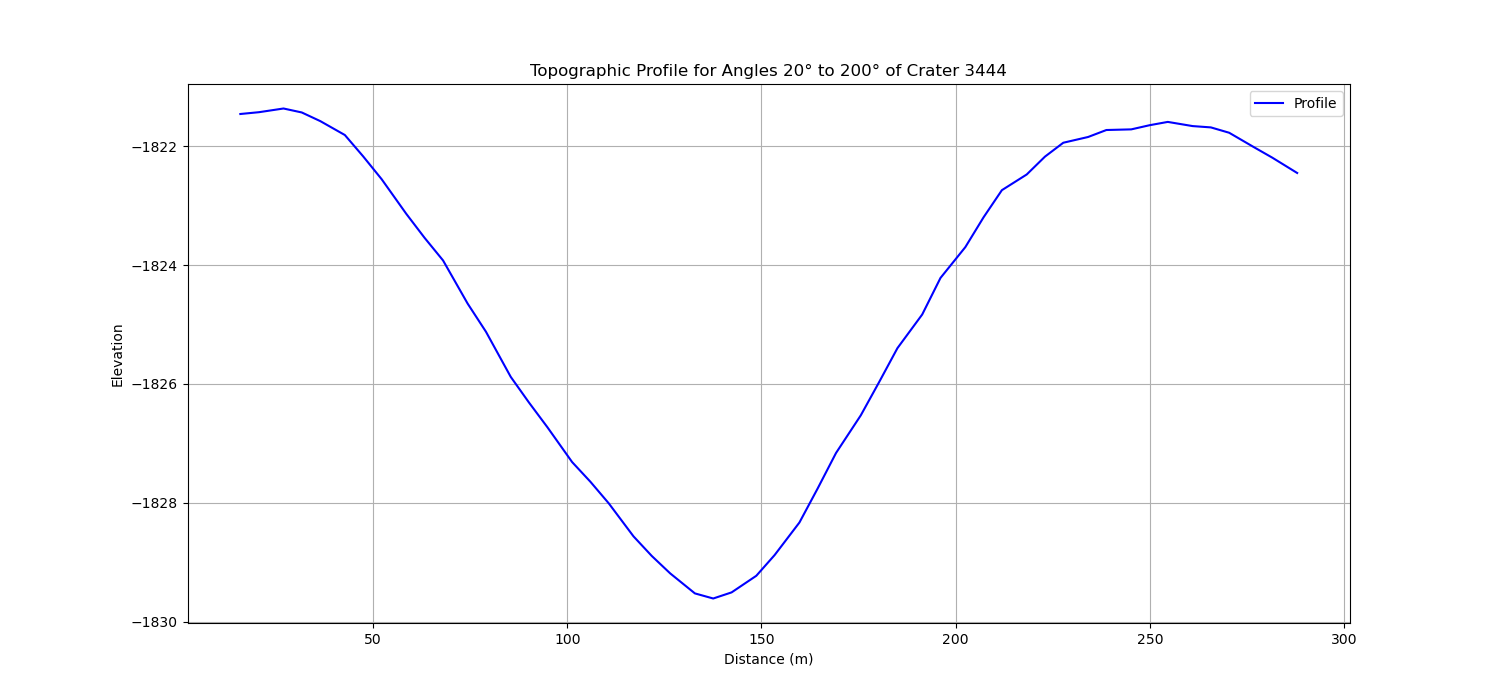 Topographic Profile for Angles 20° to 200° of Crater 3444
Profile
Elevation
−1822
−1824
−1826
−1828
−1830
50 100 150 200 250 300
Distance (m)